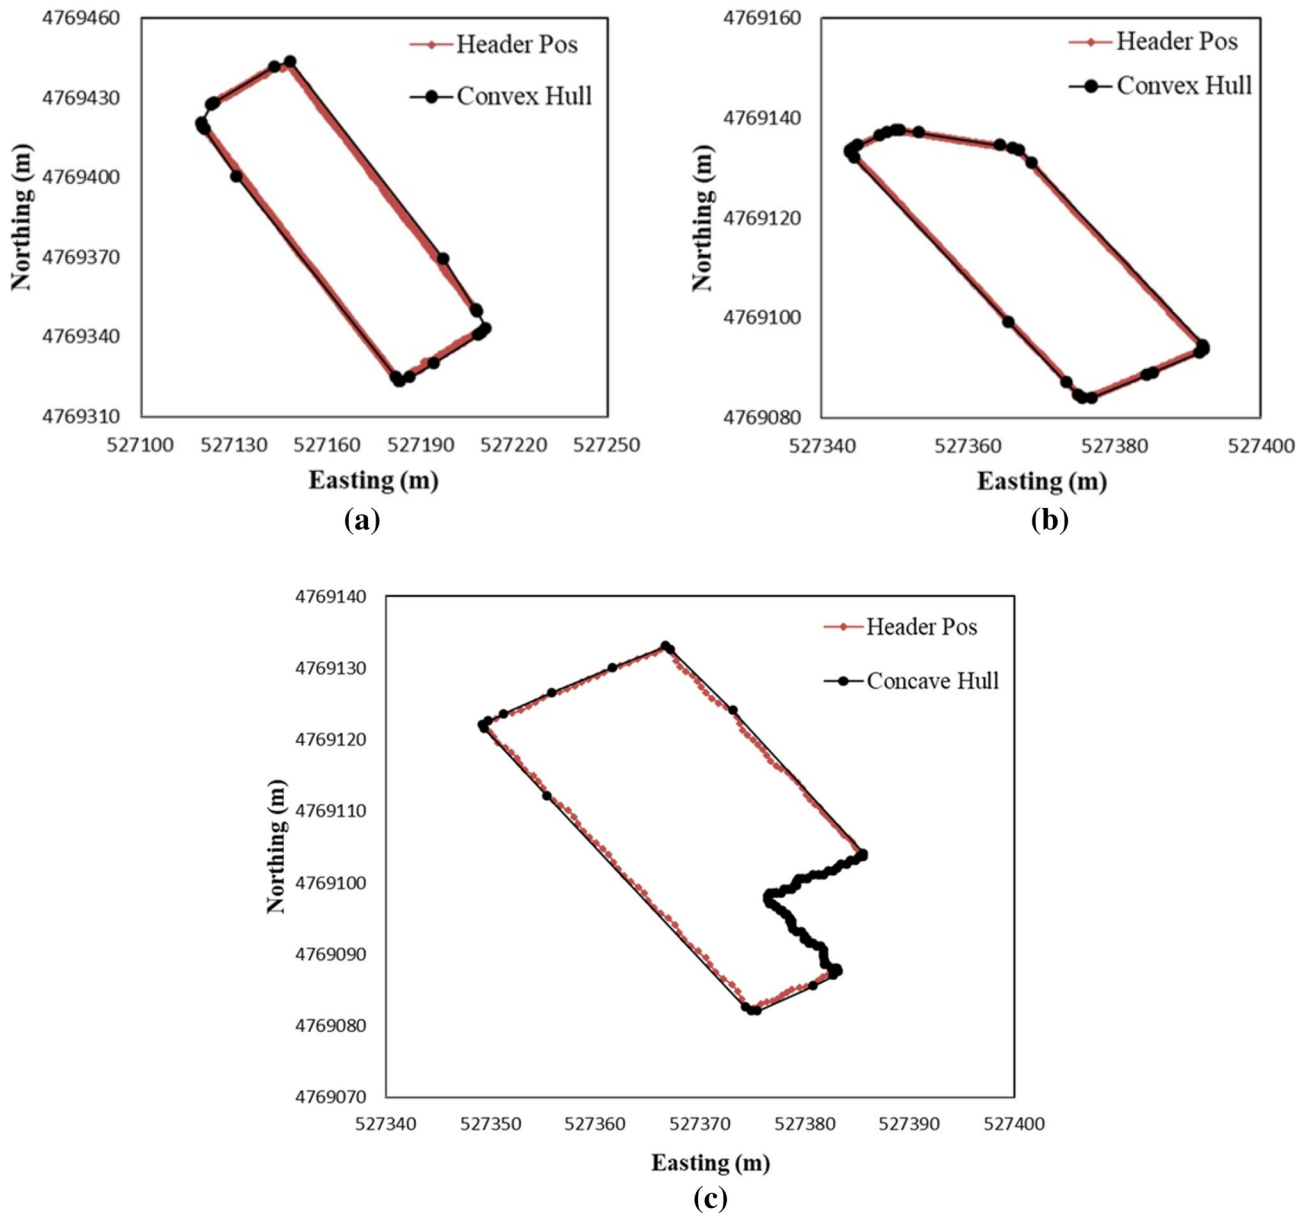 4769460
4769430
4769400
4769370
4769340
4769310
Northing (m)
Header Pos
Convex Hull
527100 527130 527160 527190 527220 527250
Easting (m)
(a)
4769160
4769140
4769120
4769100
4769080
Northing (m)
Header Pos
Convex Hull
527340 527360 527380 527400
Easting (m)
(b)
4769140
4769130
4769120
4769110
4769100
4769090
4769080
4769070
Northing (m)
Header Pos
Concave Hull
527340 527350 527360 527370 527380 527390 527400
Easting (m)
(c)